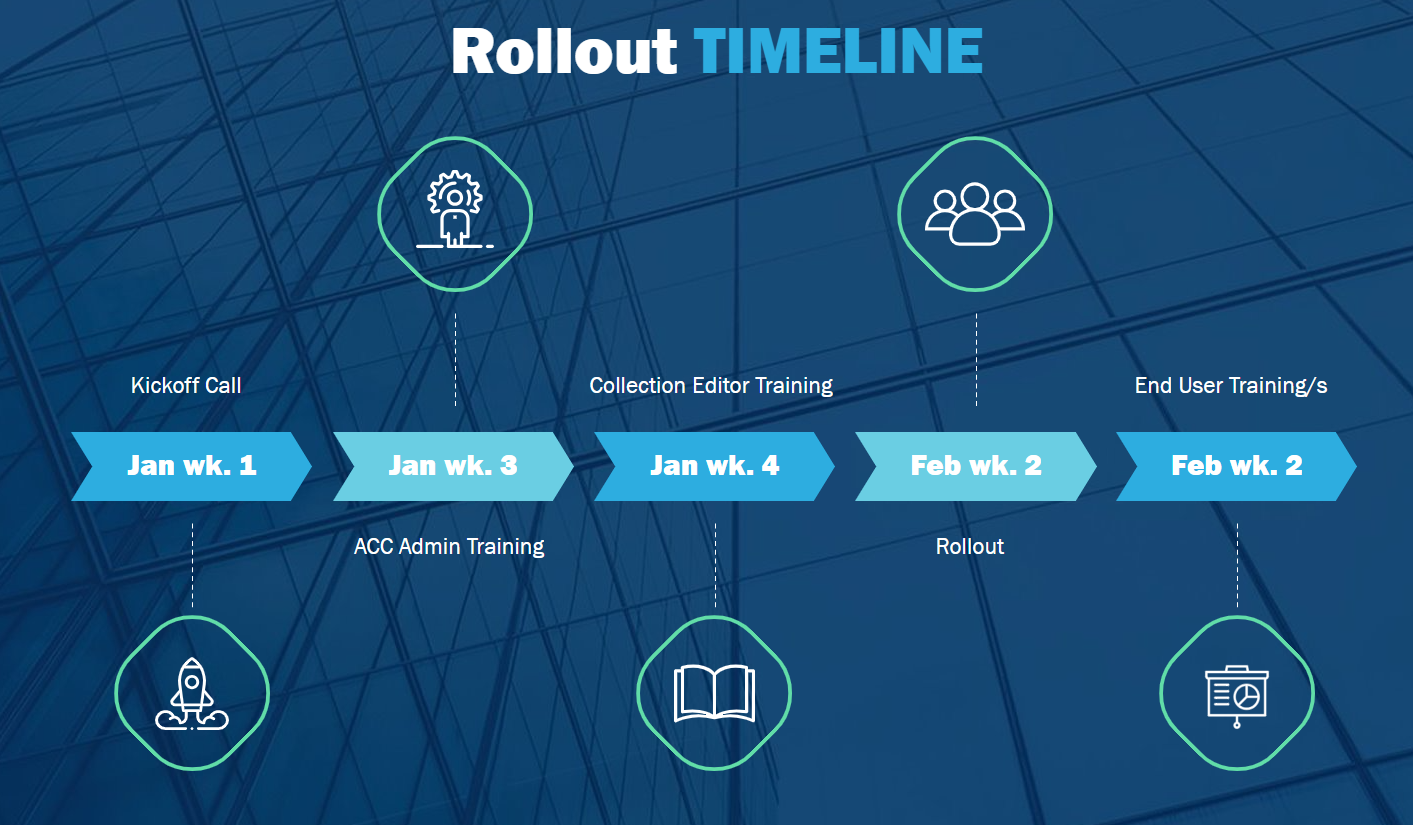 Rollout TIMELINE
Kickoff Call
Collection Editor Training
End User Training/s
Jan wk. 1
Jan wk. 3
Jan wk. 4
Feb wk. 2
Feb wk. 2
ACC Admin Training
Rollout